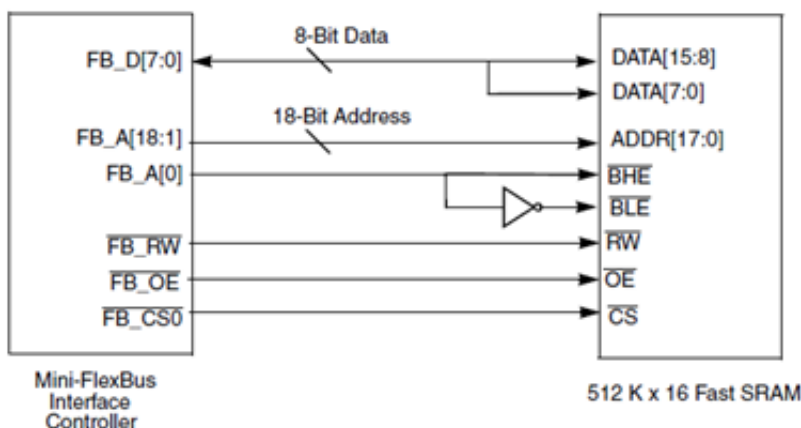 8-Bit Data
FB_D[7:0]
DATA[15:8]
DATA[7:0]
18-Bit Address
FB_A[18:1]
ADDR[17:0]
FB_A[0]
BHE
BLE
FB_RW
RW
FB_OE
OE
FB_CS0
CS
Mini-FlexBus
Interface
Controller
512 K x 16 Fast SRAM